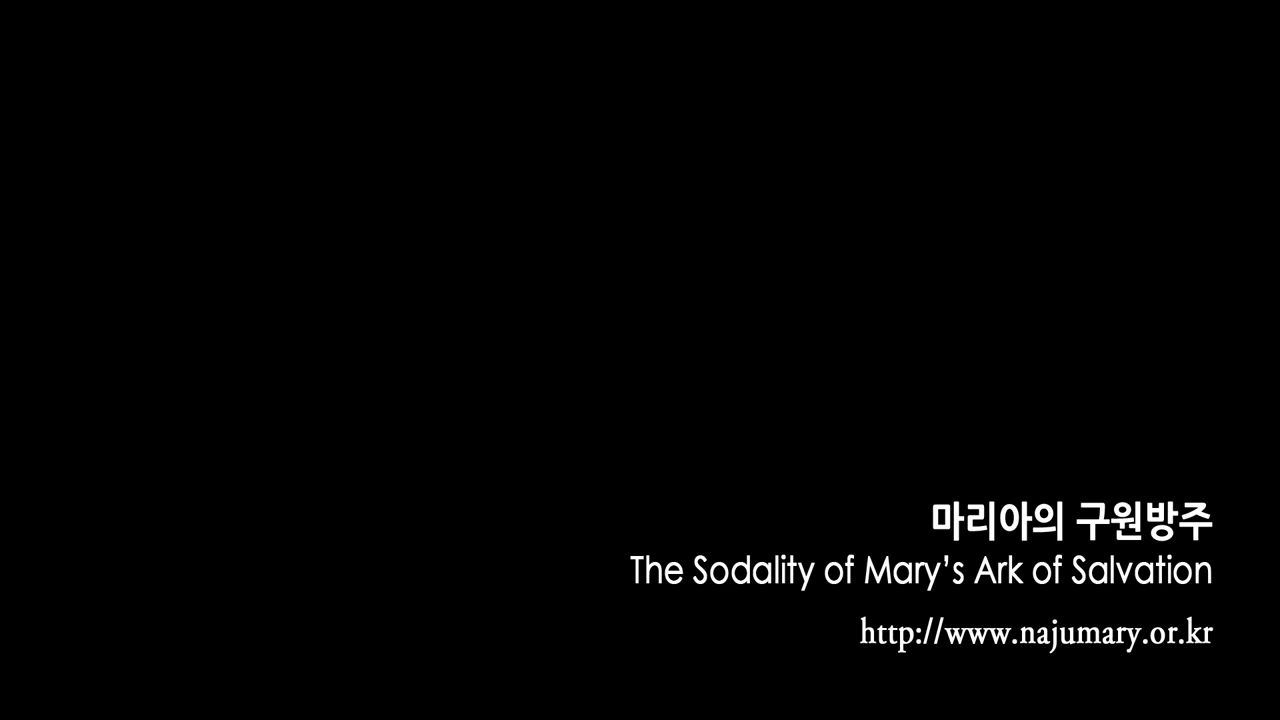 마리아의 구원방주
The Sodality of Mary’s Ark of Salvation
http://www.najumary.or.kr